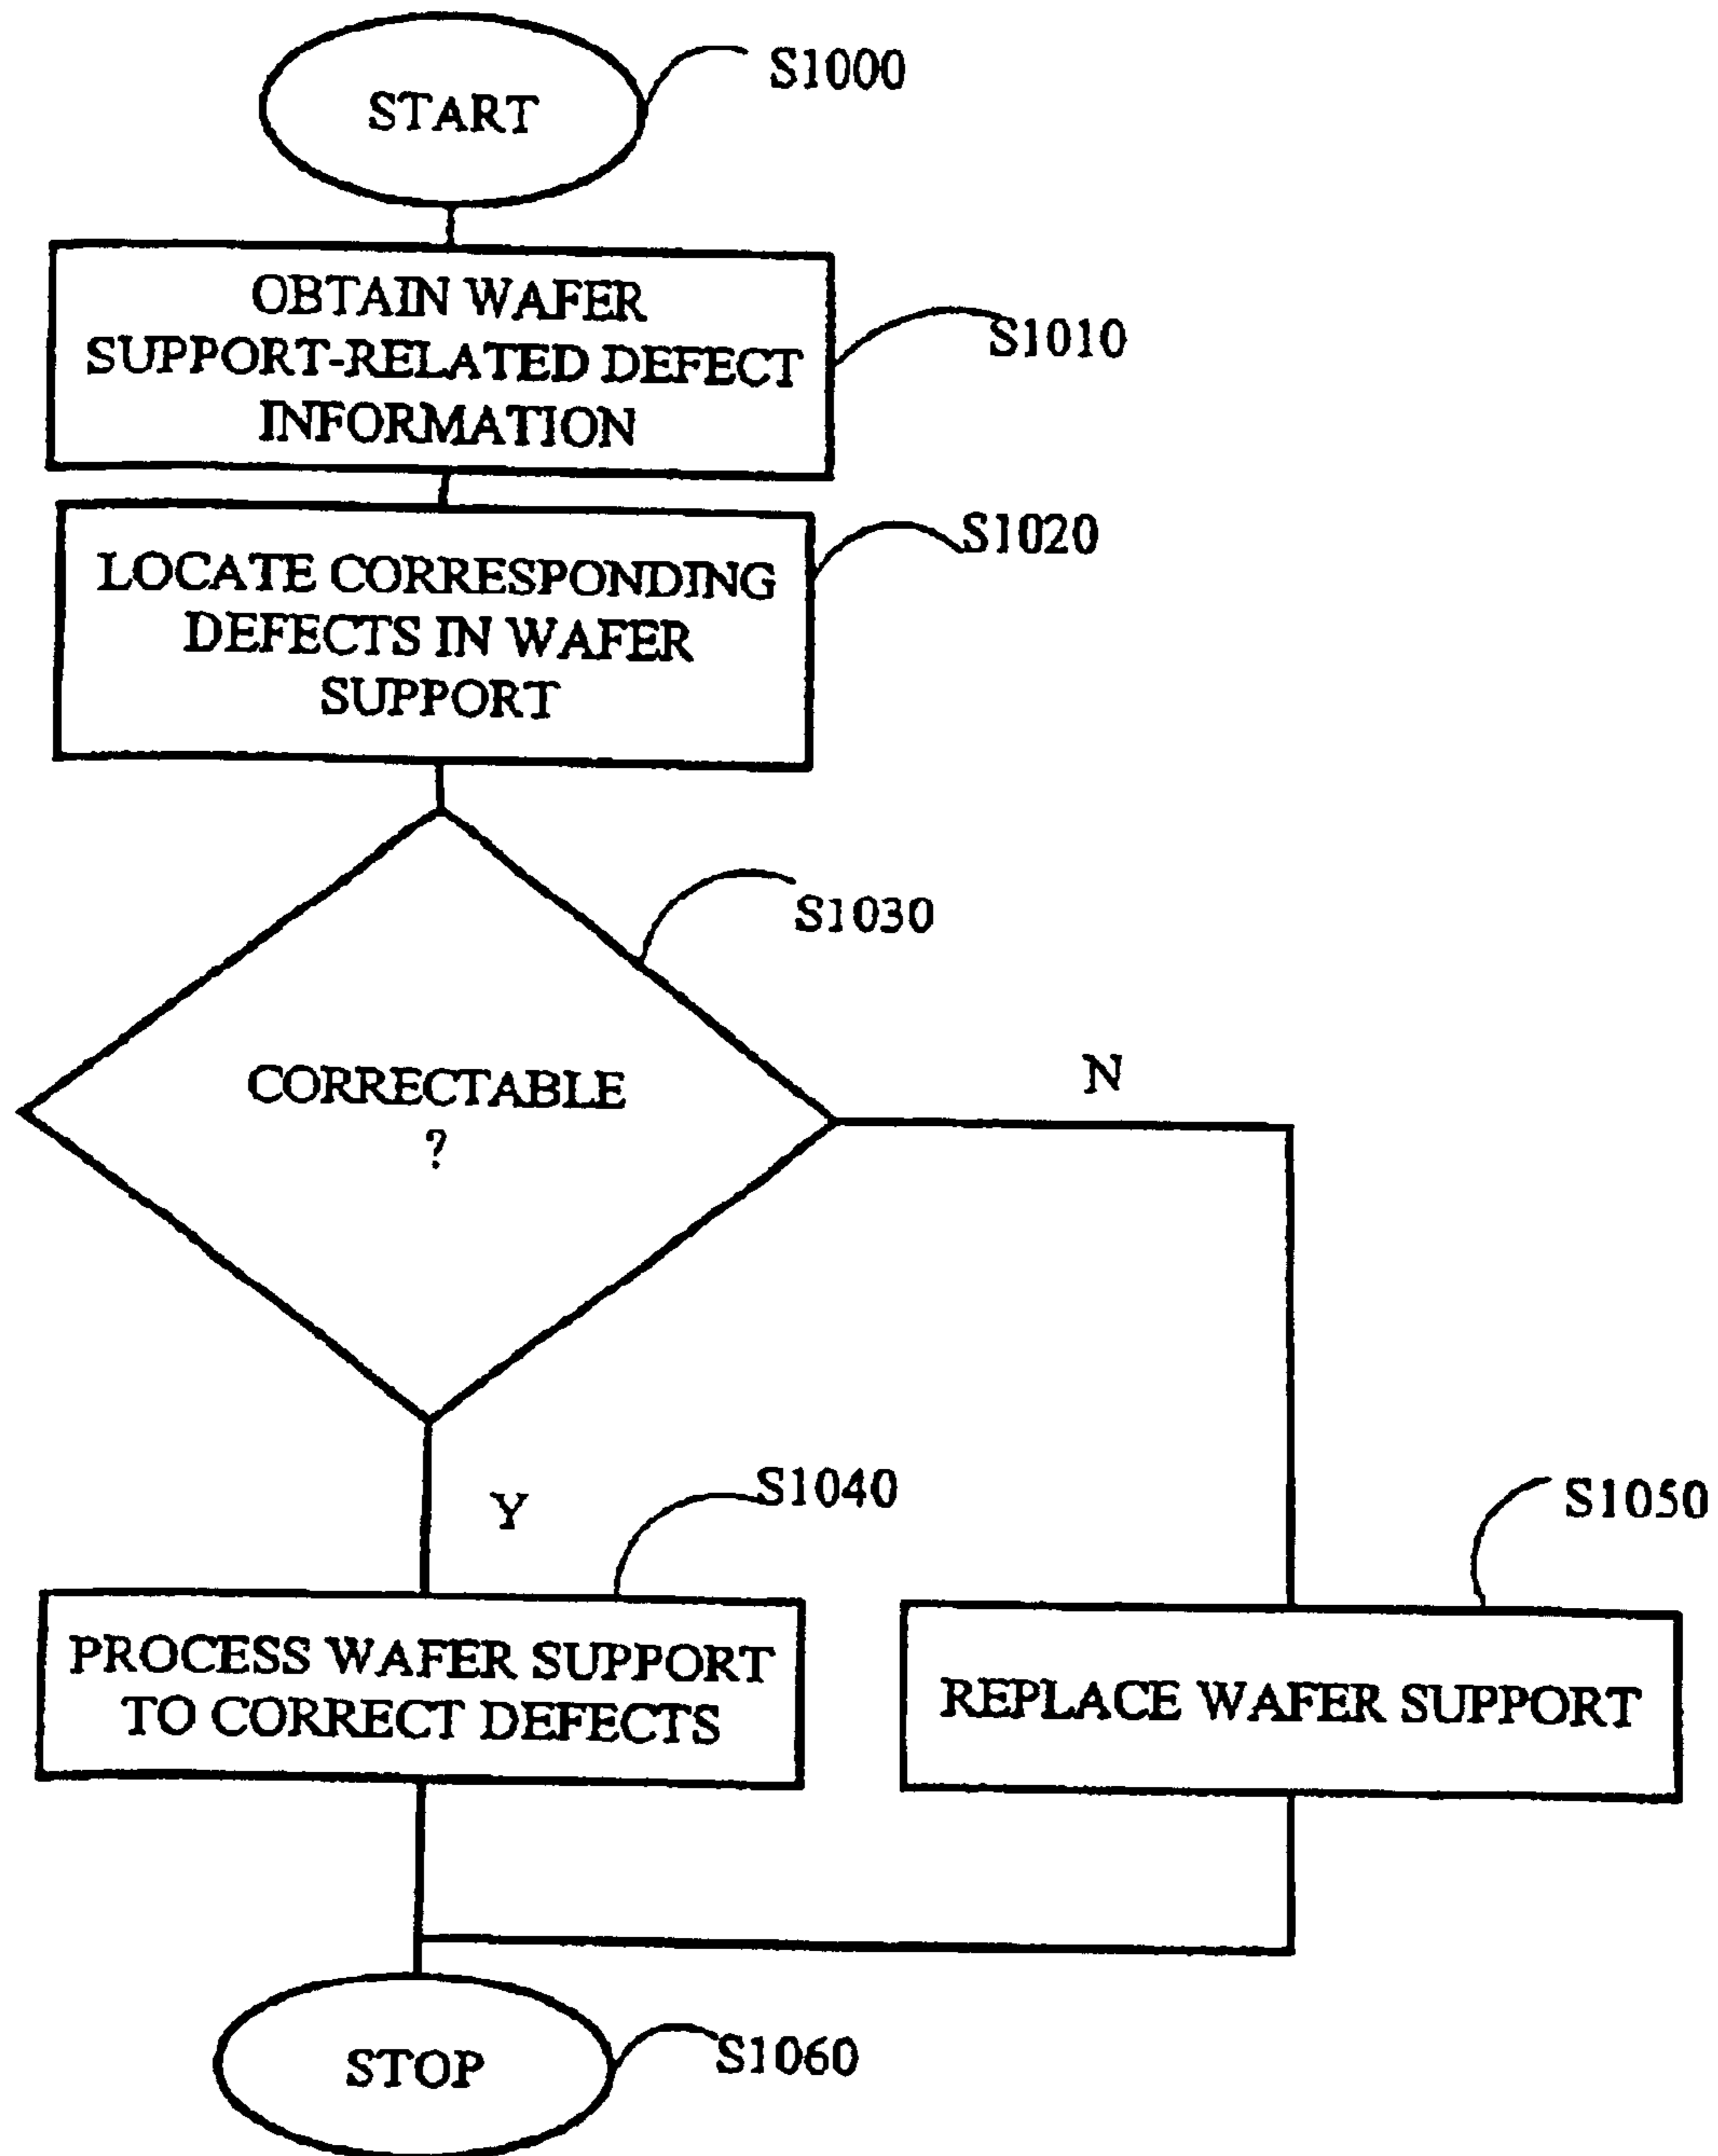 START
S1000
OBTAIN WAFER
SUPPORT-RELATED DEFECT
INFORMATION
S1010
LOCATE CORRESPONDING
DEFECTS IN WAFER
SUPPORT
S1020
S1030
CORRECTABLE
?
N
Y
S1040
PROCESS WAFER SUPPORT
TO CORRECT DEFECTS
S1050
REPLACE WAFER SUPPORT
STOP
S1060